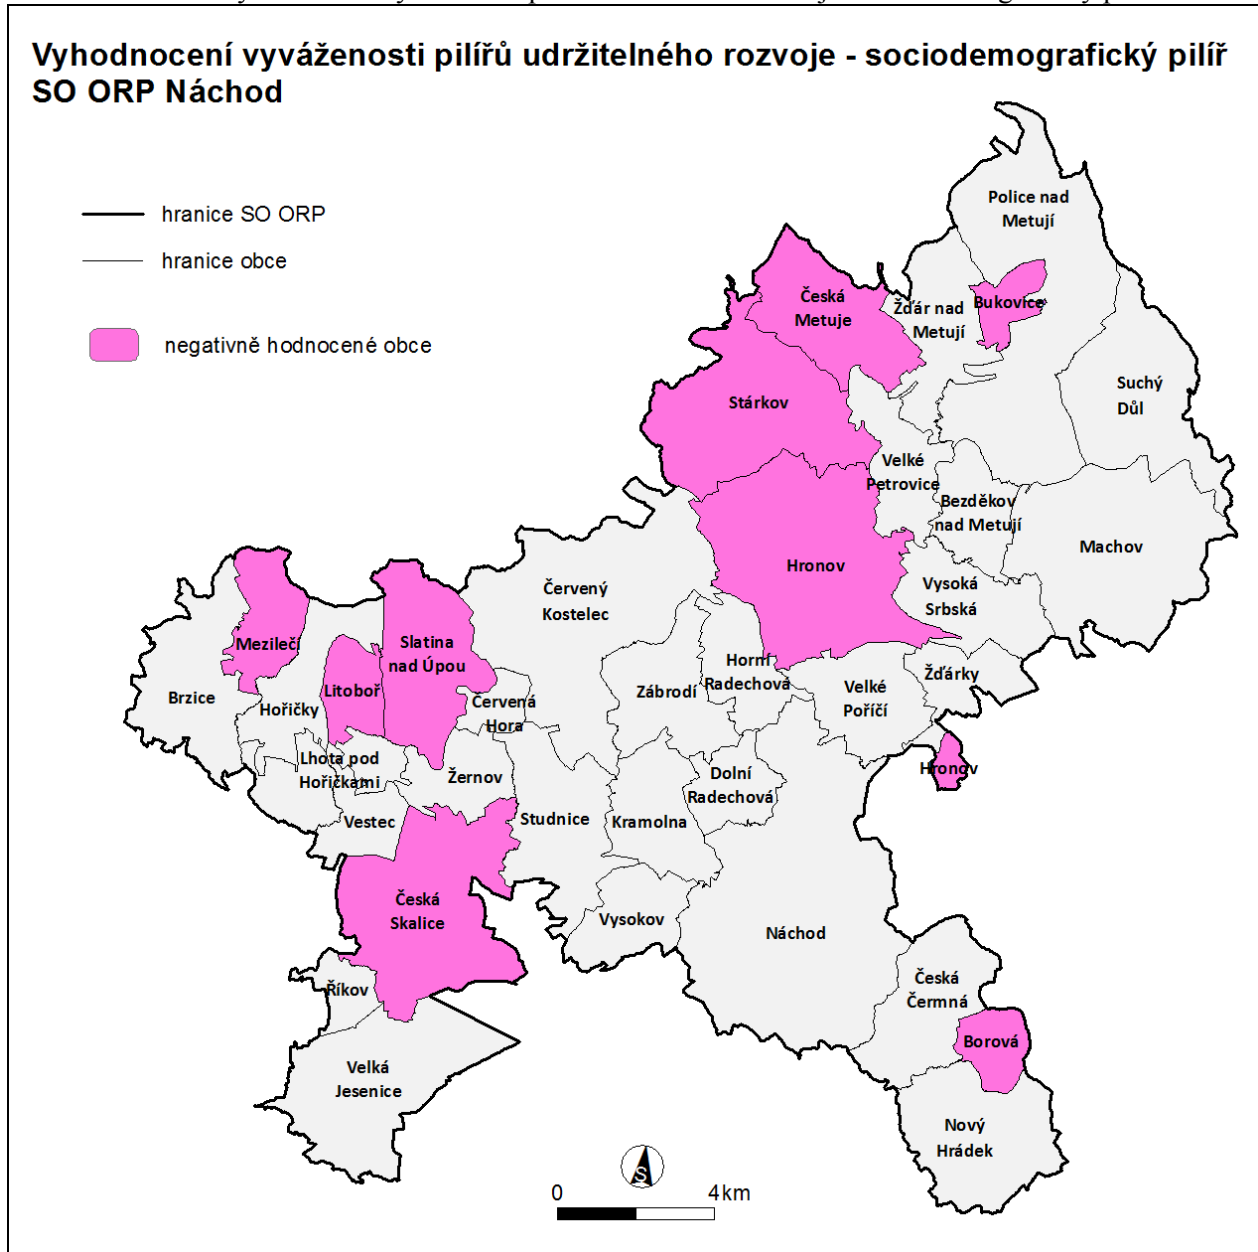 Vyhodnocení vyváženosti pilířů udržitelného rozvoje - sociodemografický pilíř
SO ORP Náchod
hranice SO ORP
hranice obce
negativně hodnocené obce
Police nad
Metují
Česká
Metuje
Žďár nad
Metují
Bukovice
Suchý
Důl
Stárkov
Velké
Petrovice
Bezděkov
nad Metují
Machov
Hronov
Vysoká
Srbská
Červený
Kostelec
Mezilečí
Slatina
nad Úpou
Litoboř
Brzice
Hořičky
Červená
Hora
Zábrodí
Horní
Radechová
Velké
Poříčí
Žďárky
Hronov
Lhota pod
Hořičkami
Žernov
Dolní
Radechová
Vestec
Studnice
Kramolna
Česká
Skalice
Vysokov
Náchod
Říkov
Česká
Čermná
Borová
Velká
Jesenice
Nový
Hrádek
S
0 4 km